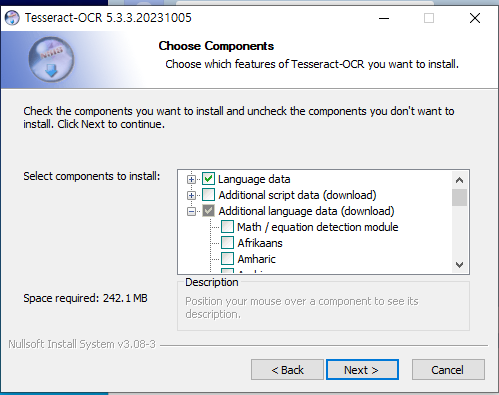 Tesseract-OCR 5.3.3.20231005
Choose Components
Choose which features of Tesseract-OCR you want to install.
Check the components you want to install and uncheck the components you don't want to
install. Click Next to continue.
Select components to install:
Language data
Additional script data (download)
Additional language data (download)
Math / equation detection module
Afrikaans
Amharic
Description
Space required: 242.1 MB
Position your mouse over a component to see its
description.
Nullsoft Install System v3.08-3
< Back
Next >
Cancel